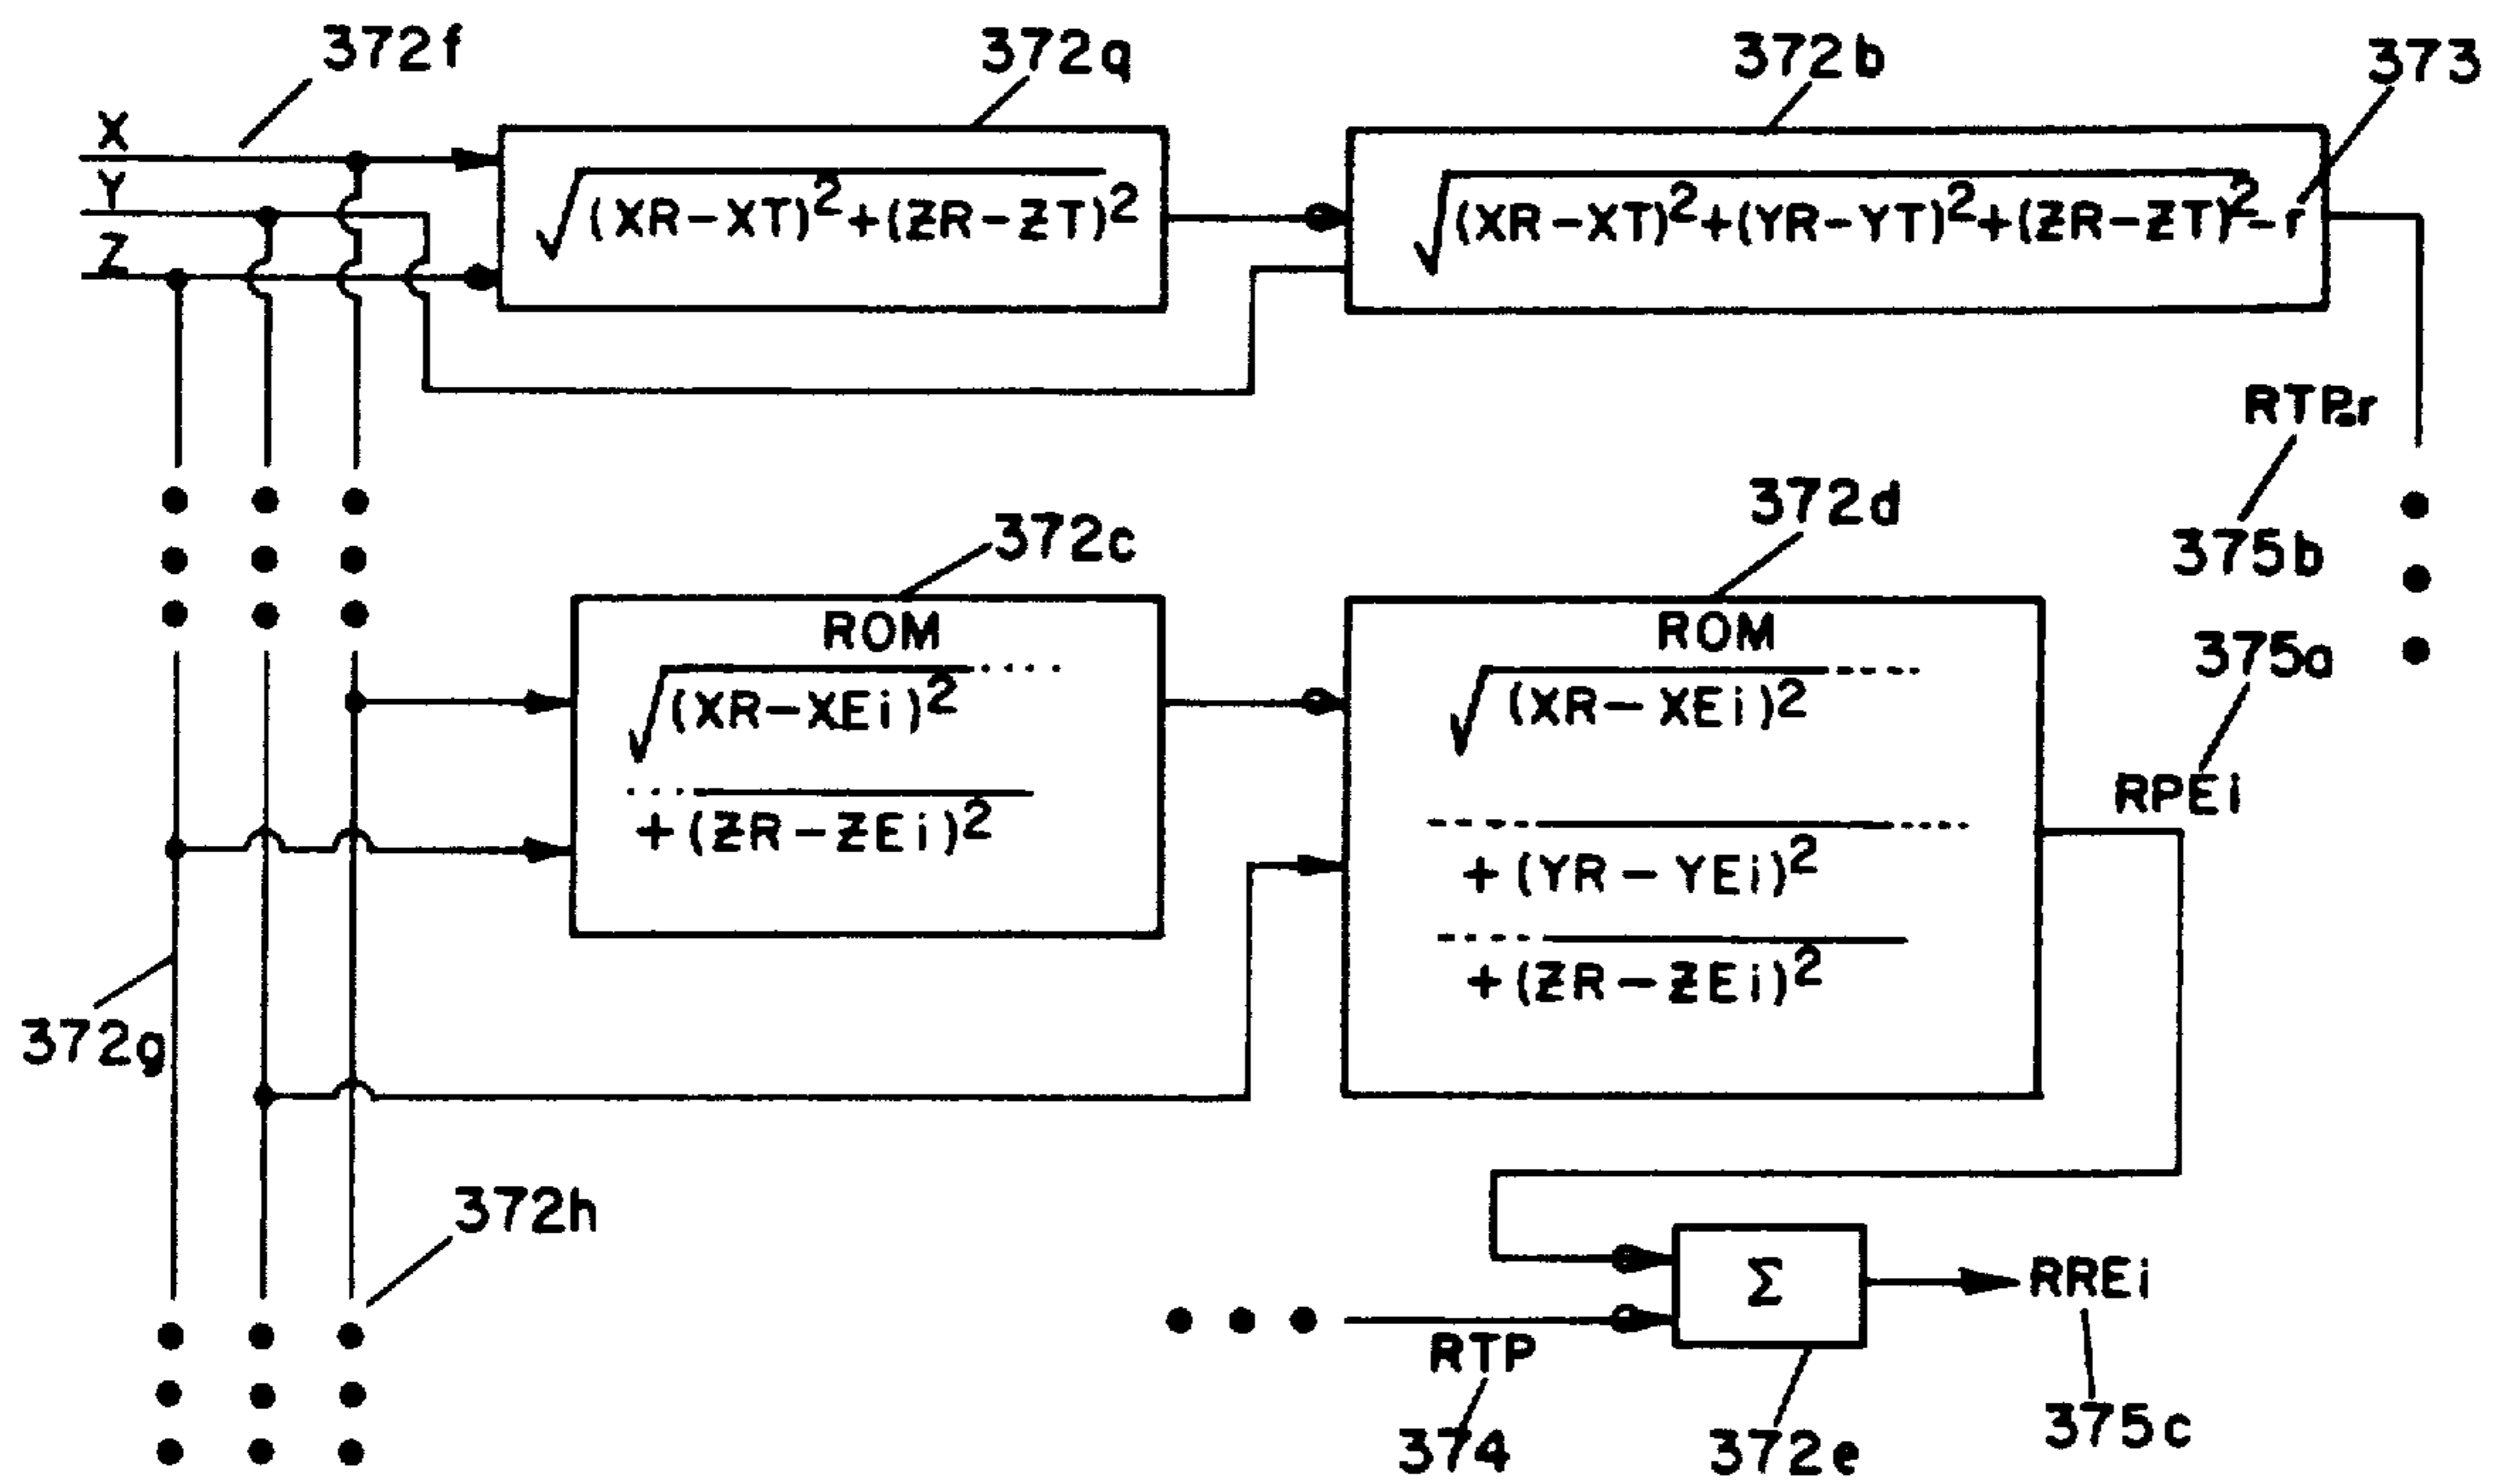 372f
372a
372b
373
X
Y
Z
√(XR-XT)²+(ZR-ZT)²
√(XR-XT)²+(YR-YT)²+(ZR-ZT)²-r
RTP-r
375b
375a
372c
372d
ROM
√(XR-XEi)²
+(ZR-ZEi)²
ROM
√(XR-XEi)²
+(YR-YEi)²
+(ZR-ZEi)²
RPEi
372g
372h
Σ
RREi
RTP
374
372e
375c